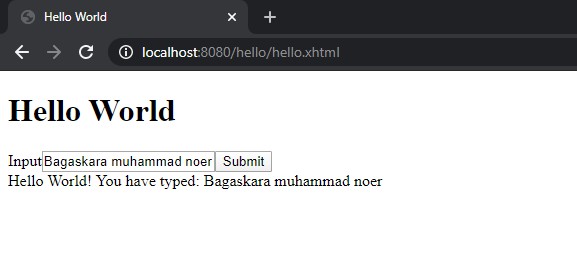 Hello World
localhost:8080/hello/hello.xhtml
Hello World
Input Bagaskara muhammad noer Submit
Hello World! You have typed: Bagaskara muhammad noer